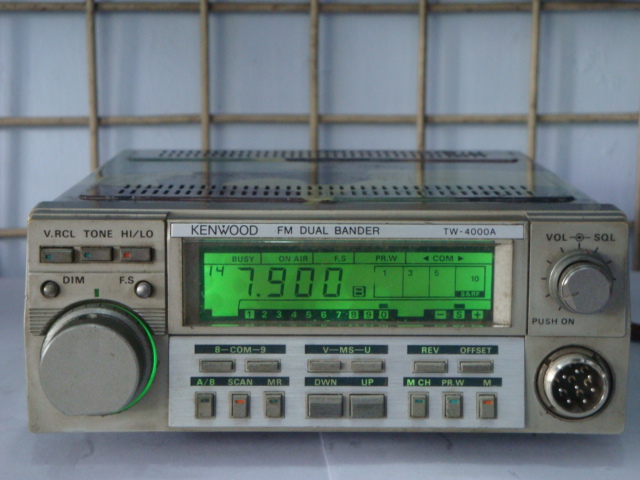 KENWOOD FM DUAL BANDER TW-4000A
V.RCL TONE HI/LO
DIM F.S
BUSY ON AIR F.S PR.W ◄ COM ►
14 7.900 B 1 3 5 10
S&RF
1 2 3 4 5 6 7 8 9 0 − S +
VOL SQL
PUSH ON
8–COM–9 V–MS–U REV OFFSET
A/B SCAN MR DWN UP M CH PR.W M